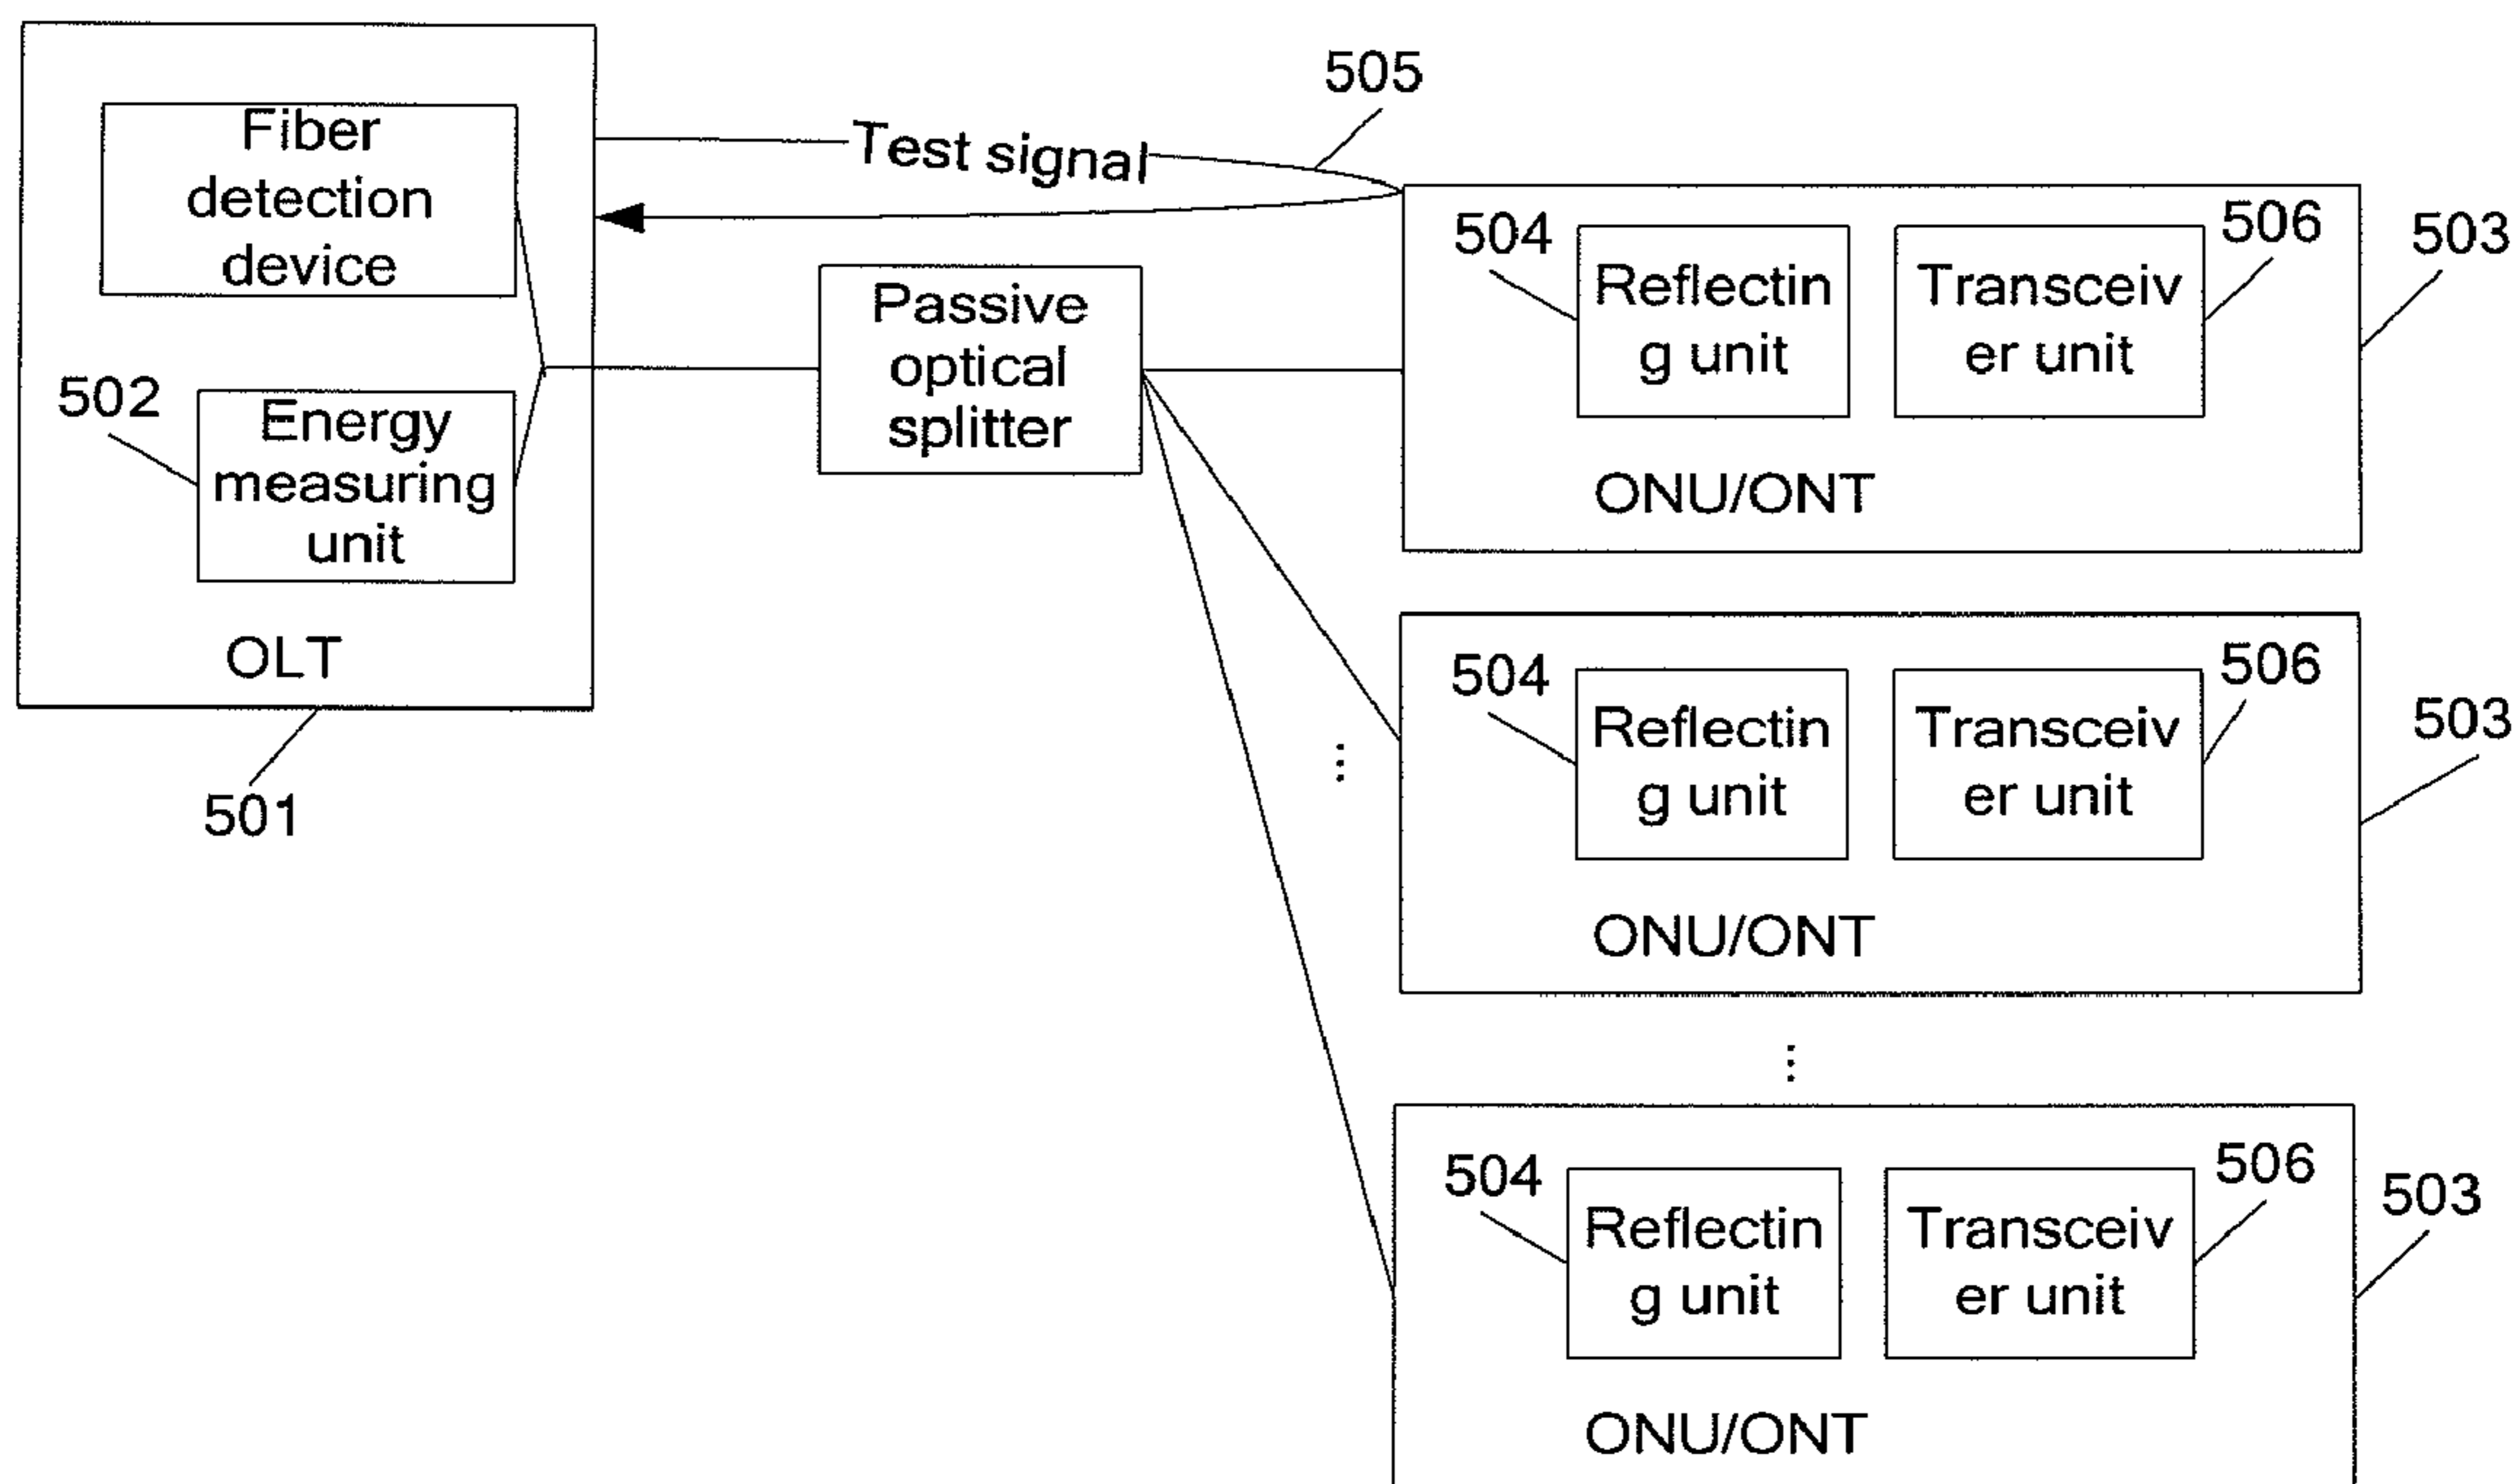 505
Fiber
detection
device
Test signal
504
506
503
Reflectin
g unit
Transceiv
er unit
Passive
optical
splitter
502
Energy
measuring
unit
ONU/ONT
OLT
501
504
506
503
Reflectin
g unit
Transceiv
er unit
ONU/ONT
504
506
503
Reflectin
g unit
Transceiv
er unit
ONU/ONT